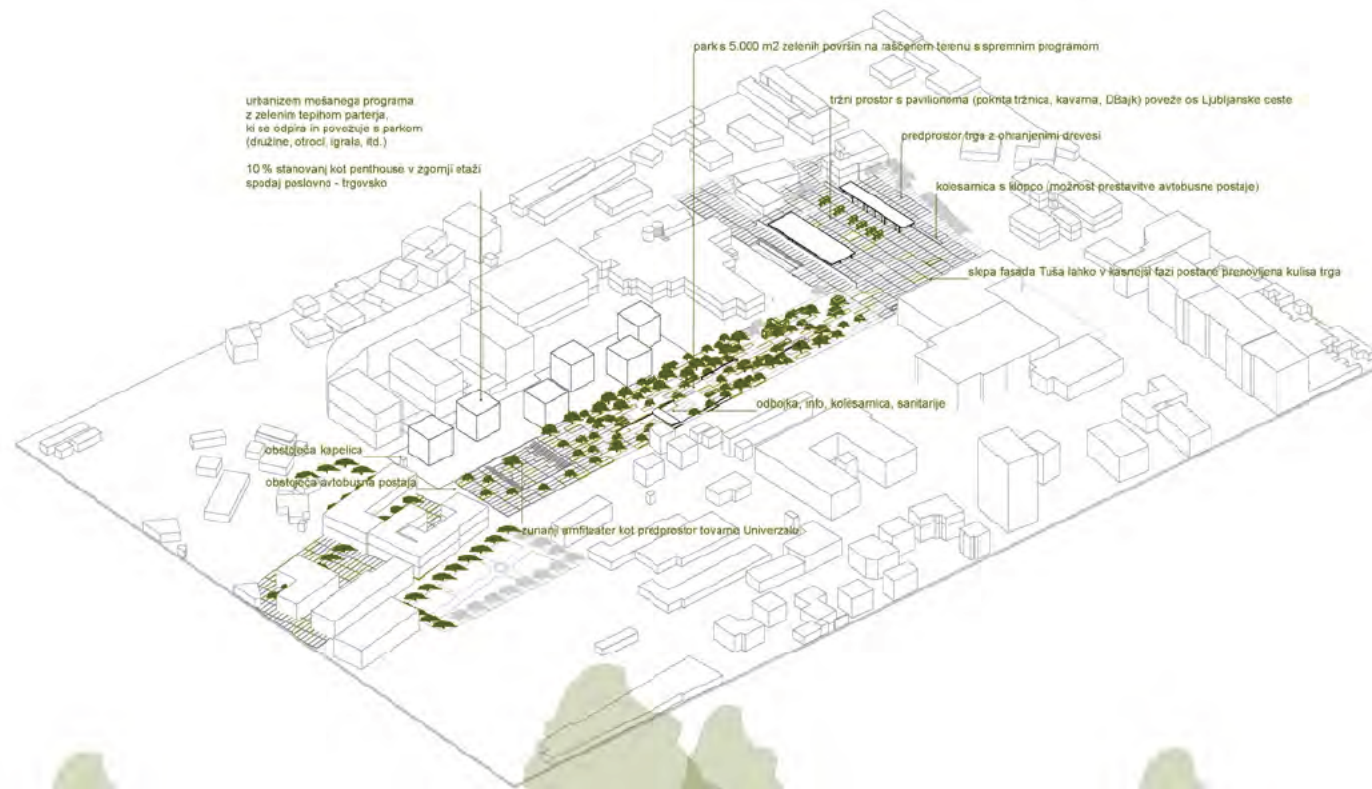 park s 5.000 m2 zelenih površin na raščenem terenu s spremnim programom
urbanizem mešanega programa
z zelenim tepihom parterja,
ki se odpira in povezuje s parkom
(družine, otroci, igrala, itd.)
10 % stanovanj kot penthouse v zgornji etaži
spodaj poslovno - trgovsko
tržni prostor s paviljonoma (pokrita tržnica, kavarna, DBajk) poveže os Ljubljanske ceste
predprostor trga z ohranjenimi drevesi
kolesarnica s klopco (možnost prestavitve avtobusne postaje)
slepa fasada Tuša lahko v kasnejši fazi postane prenovljena kulisa trga
odbojka, info, kolesarnica, sanitarije
obstoječa kapelica
obstoječa avtobusna postaja
zunanji amfiteater kot predprostor tovarne Univerzale